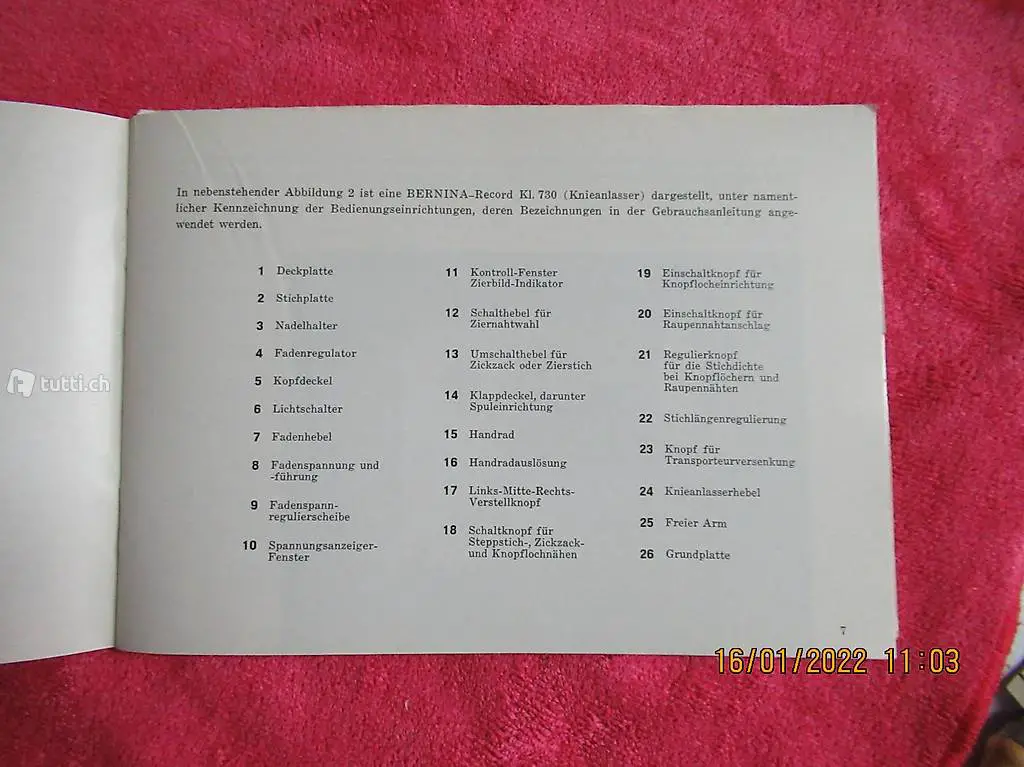 In nebenstehender Abbildung 2 ist eine BERNINA-Record Kl. 730 (Knieanlasser) dargestellt, unter nament-
licher Kennzeichnung der Bedienungseinrichtungen, deren Bezeichnungen in der Gebrauchsanleitung ange-
wendet werden.
1 Deckplatte
2 Stichplatte
3 Nadelhalter
4 Fadenregulator
5 Kopfdeckel
6 Lichtschalter
7 Fadenhebel
8 Fadenspannung und
-führung
9 Fadenspann-
regulierscheibe
10 Spannungsanzeiger-
Fenster
11 Kontroll-Fenster
Zierbild-Indikator
12 Schalthebel für
Ziernahtwahl
13 Umschalthebel für
Zickzack oder Zierstich
14 Klappdeckel, darunter
Spuleinrichtung
15 Handrad
16 Handradauslösung
17 Links-Mitte-Rechts-
Verstellknopf
18 Schaltknopf für
Steppstich-, Zickzack-
und Knopflochnähen
19 Einschaltknopf für
Knopflocheinrichtung
20 Einschaltknopf für
Raupennahtanschlag
21 Regulierknopf
für die Stichdichte
bei Knopflöchern und
Raupennähten
22 Stichlängenregulierung
23 Knopf für
Transporteurversenkung
24 Knieanlasserhebel
25 Freier Arm
26 Grundplatte
7
tutti.ch
16/01/2022 11:03